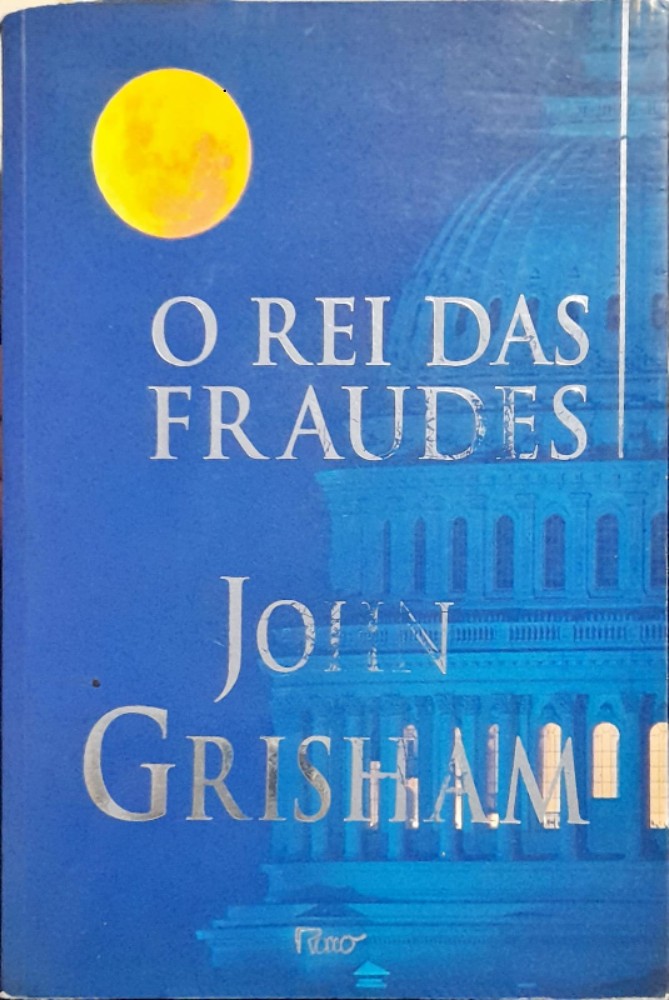 O REI DAS
FRAUDES
JOHN
GRISHAM
Rocco